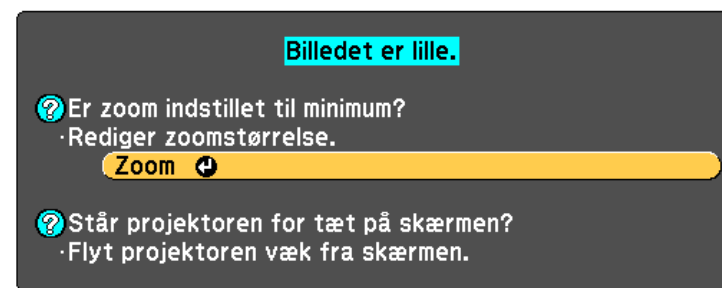 Billedet er lille.
Er zoom indstillet til minimum?
·Rediger zoomstørrelse.
Zoom
Står projektoren for tæt på skærmen?
·Flyt projektoren væk fra skærmen.